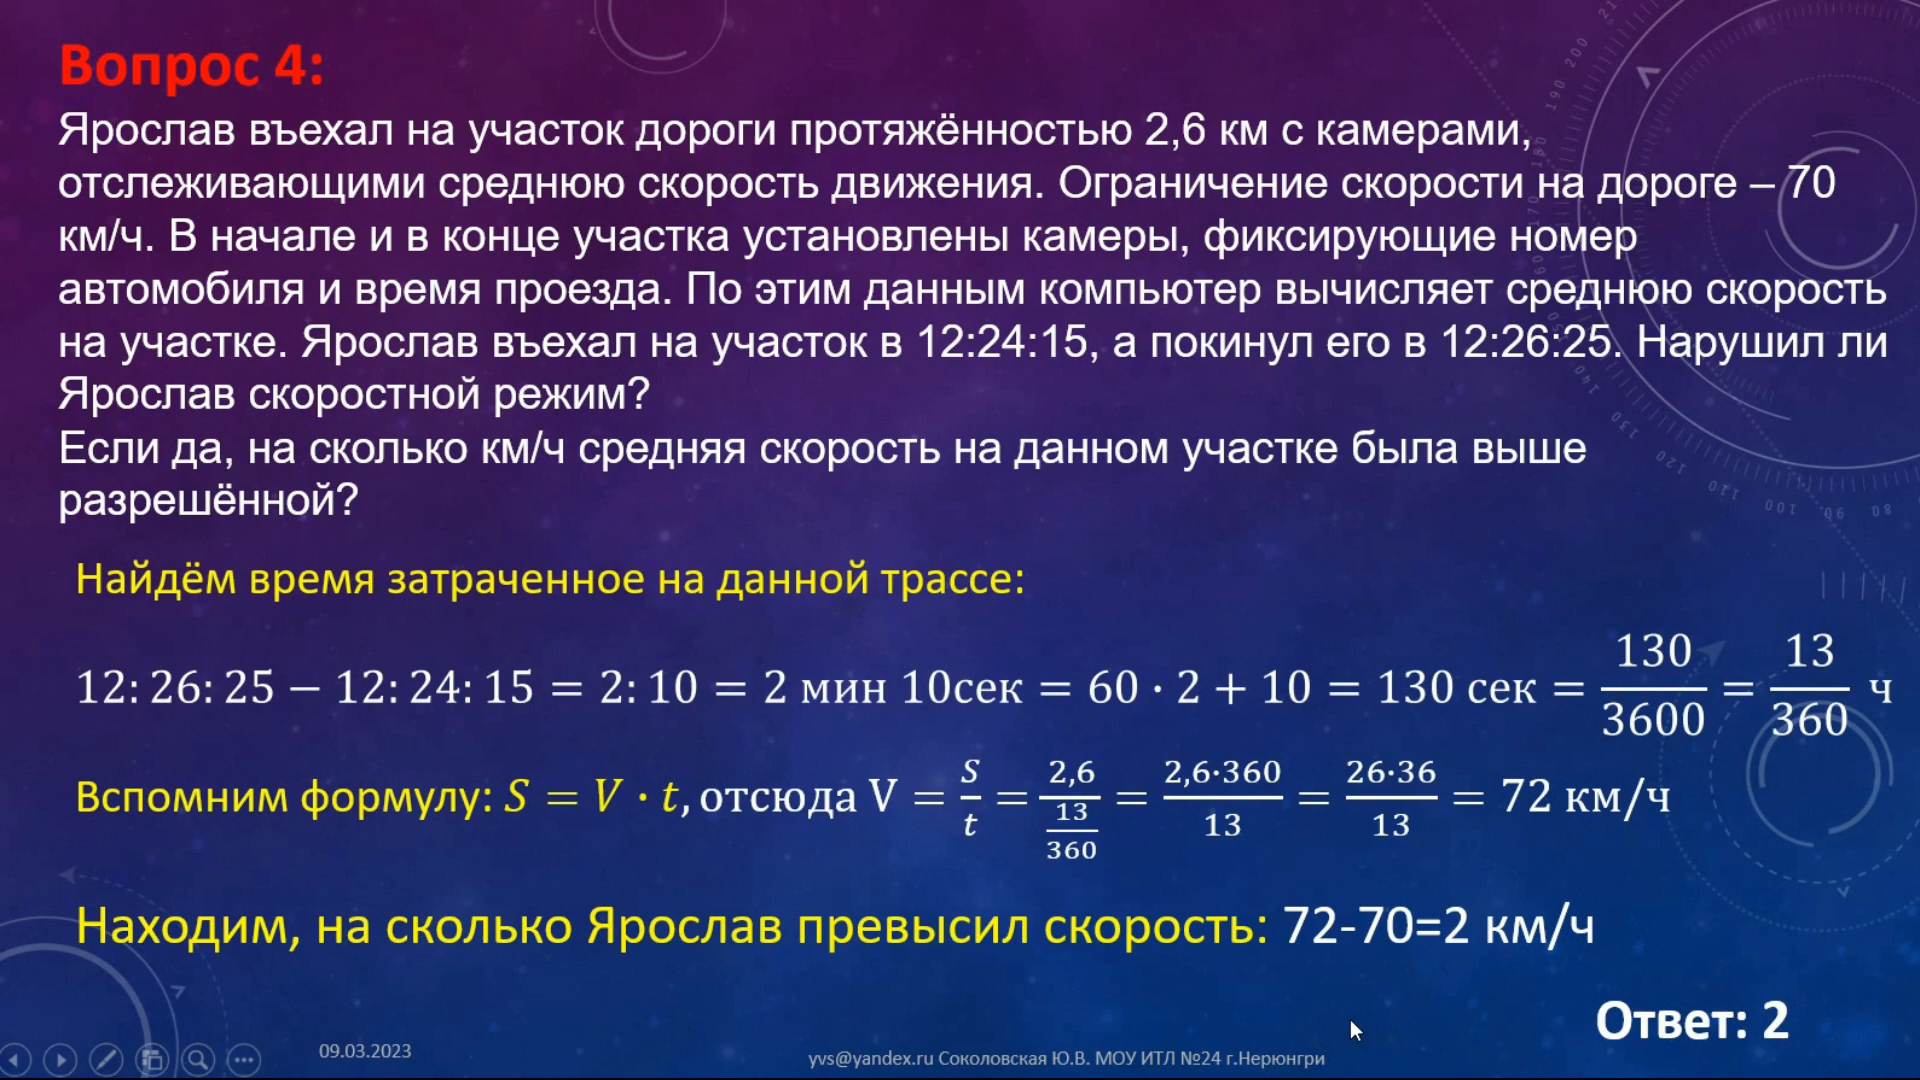 Вопрос 4:
Ярослав въехал на участок дороги протяжённостью 2,6 км с камерами,
отслеживающими среднюю скорость движения. Ограничение скорости на дороге – 70
км/ч. В начале и в конце участка установлены камеры, фиксирующие номер
автомобиля и время проезда. По этим данным компьютер вычисляет среднюю скорость
на участке. Ярослав въехал на участок в 12:24:15, а покинул его в 12:26:25. Нарушил ли
Ярослав скоростной режим?
Если да, на сколько км/ч средняя скорость на данном участке была выше
разрешённой?
Найдём время затраченное на данной трассе:
12: 26: 25 − 12: 24: 15 = 2: 10 = 2 мин 10сек = 60 · 2 + 10 = 130 сек = 130/3600 = 13/360 ч
Вспомним формулу: S = V · t, отсюда V = S/t = 2,6/(13/360) = 2,6·360/13 = 26·36/13 = 72 км/ч
Находим, на сколько Ярослав превысил скорость: 72-70=2 км/ч
Ответ: 2
09.03.2023
yvs@yandex.ru Соколовская Ю.В. МОУ ИТЛ №24 г.Нерюнгри